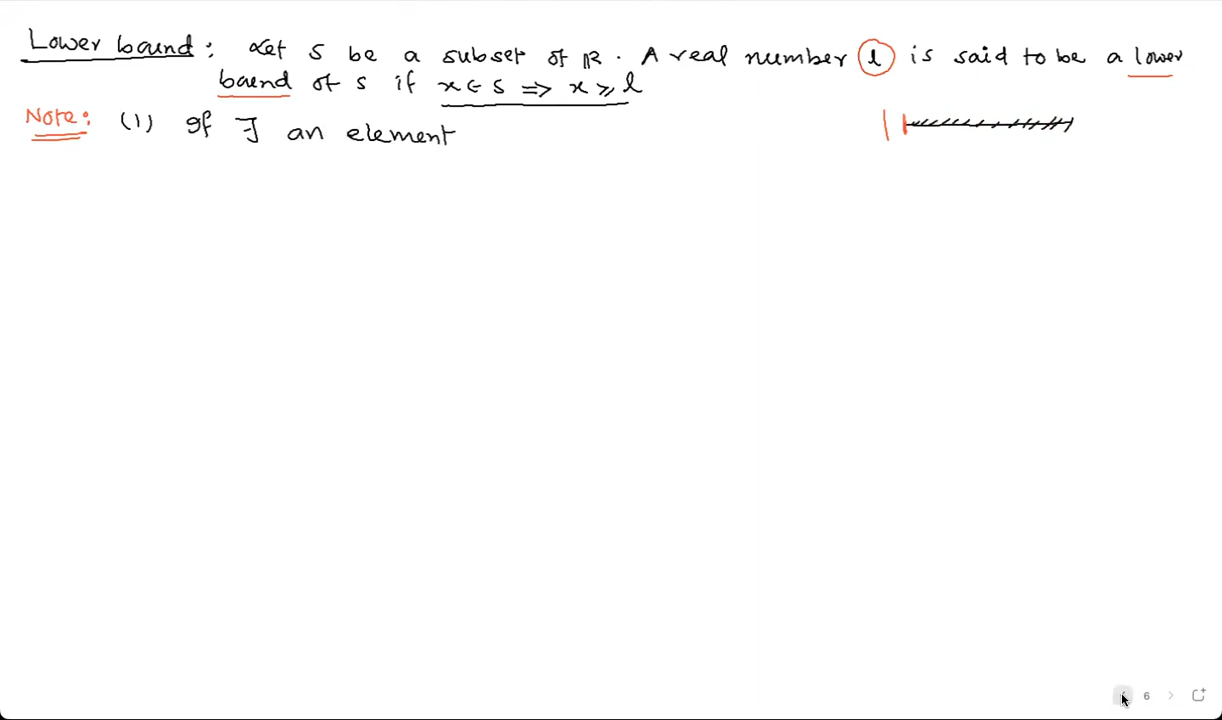 Lower bound: Let S be a subset of ℝ. A real number l is said to be a lower
bound of S if x ∈ S ⇒ x ≥ l
Note: (1) If ∃ an element
6